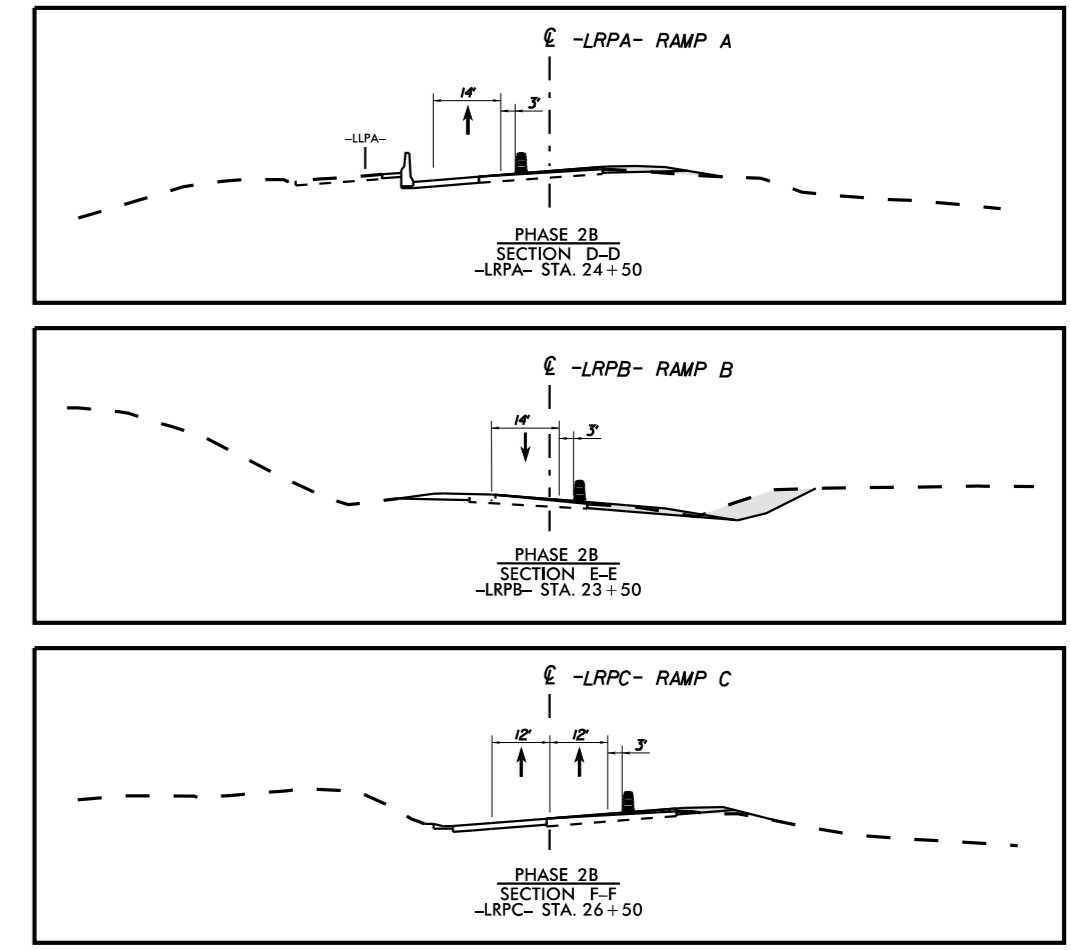 ℄ -LRPA- RAMP A
14'
3'
-LLPA-
PHASE 2B
SECTION D-D
-LRPA- STA. 24+50
℄ -LRPB- RAMP B
14'
3'
PHASE 2B
SECTION E-E
-LRPB- STA. 23+50
℄ -LRPC- RAMP C
12' 12'
3'
PHASE 2B
SECTION F-F
-LRPC- STA. 26+50